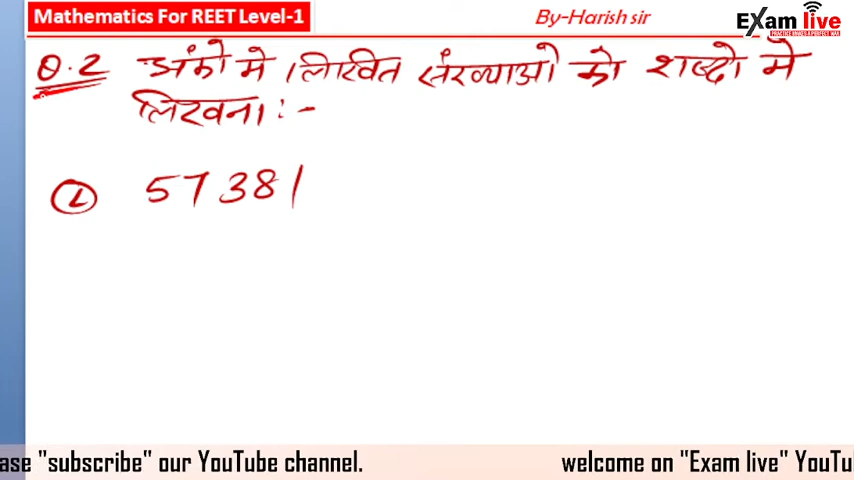 Mathematics For REET Level-1
By-Harish sir
Exam live
Q.2 अंको मे लिखित संख्याओ को शब्दो मे
लिखना :-
① 57381
ase "subscribe" our YouTube channel.
welcome on "Exam live" YouTu